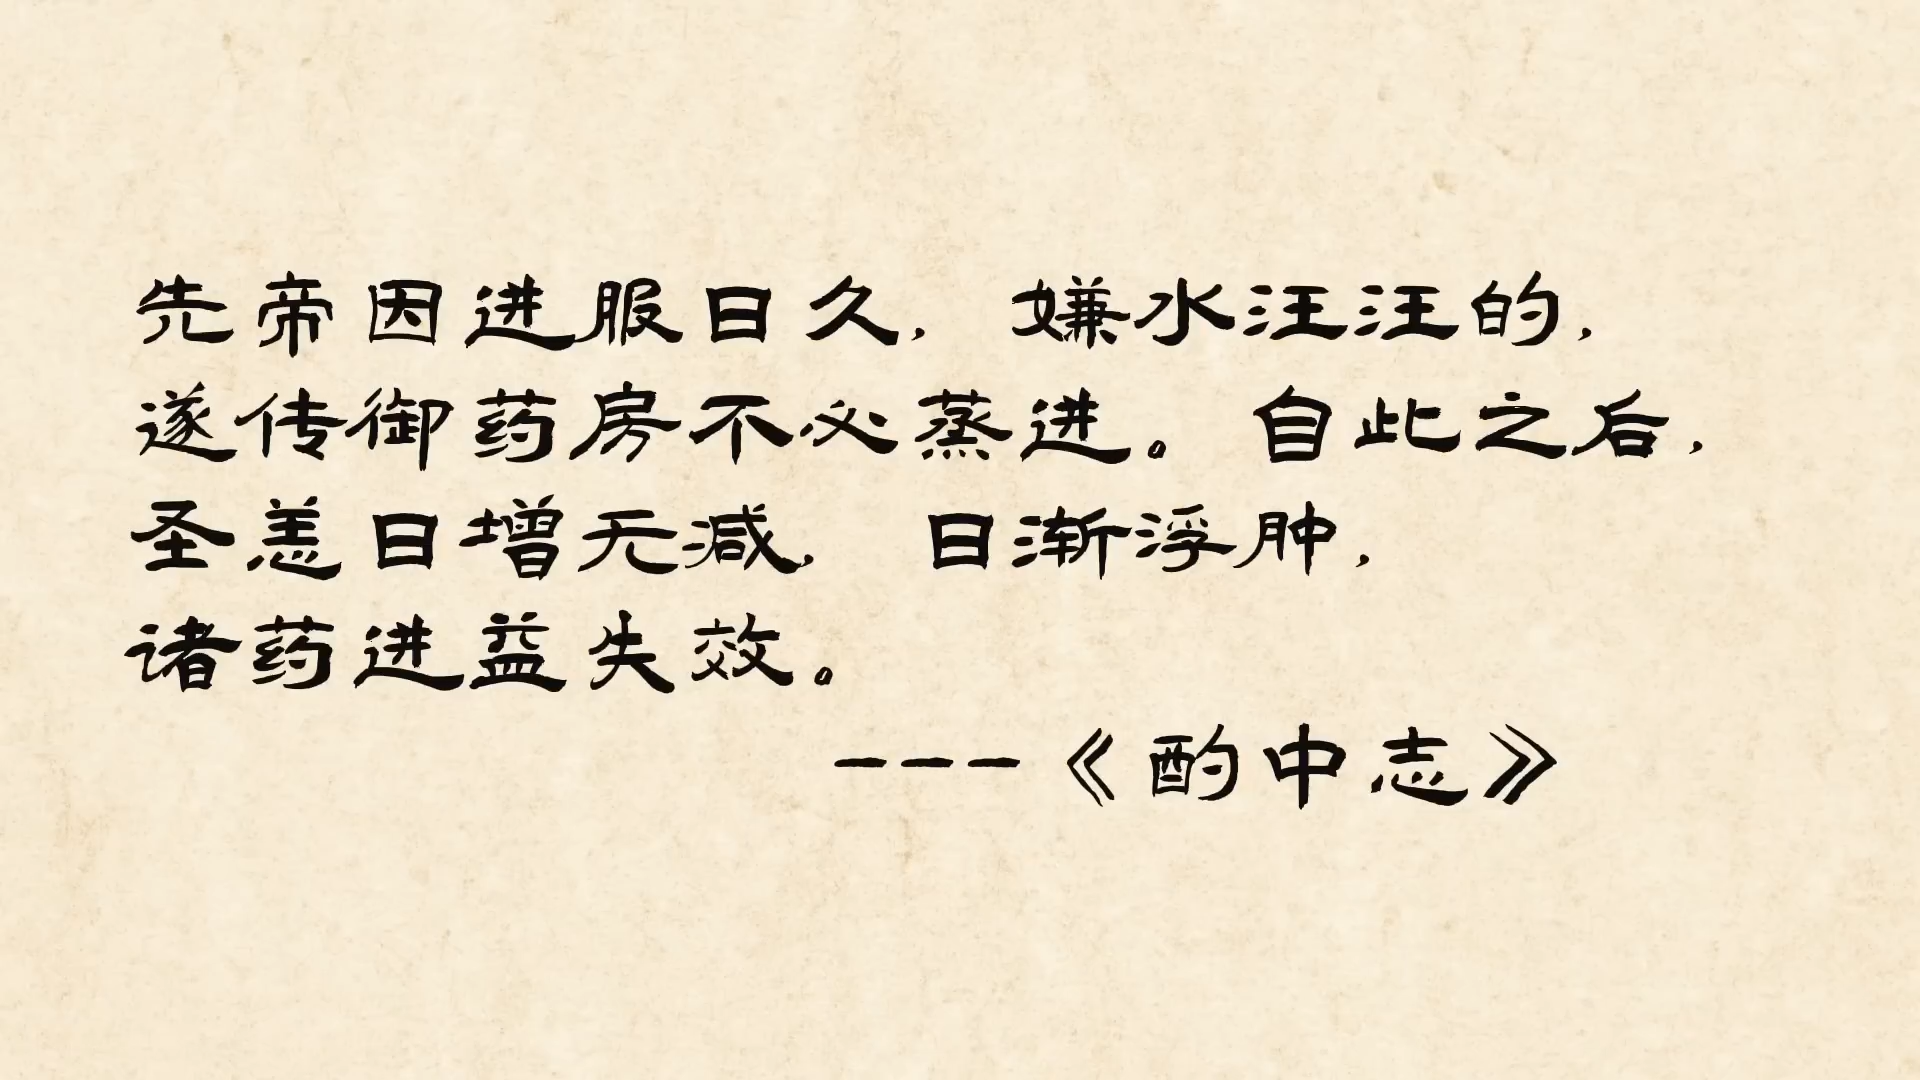 先帝因进服日久，嫌水汪汪的，
遂传御药房不必蒸进。自此之后，
圣恙日增无减，日渐浮肿，
诸药进益失效。
---《酌中志》